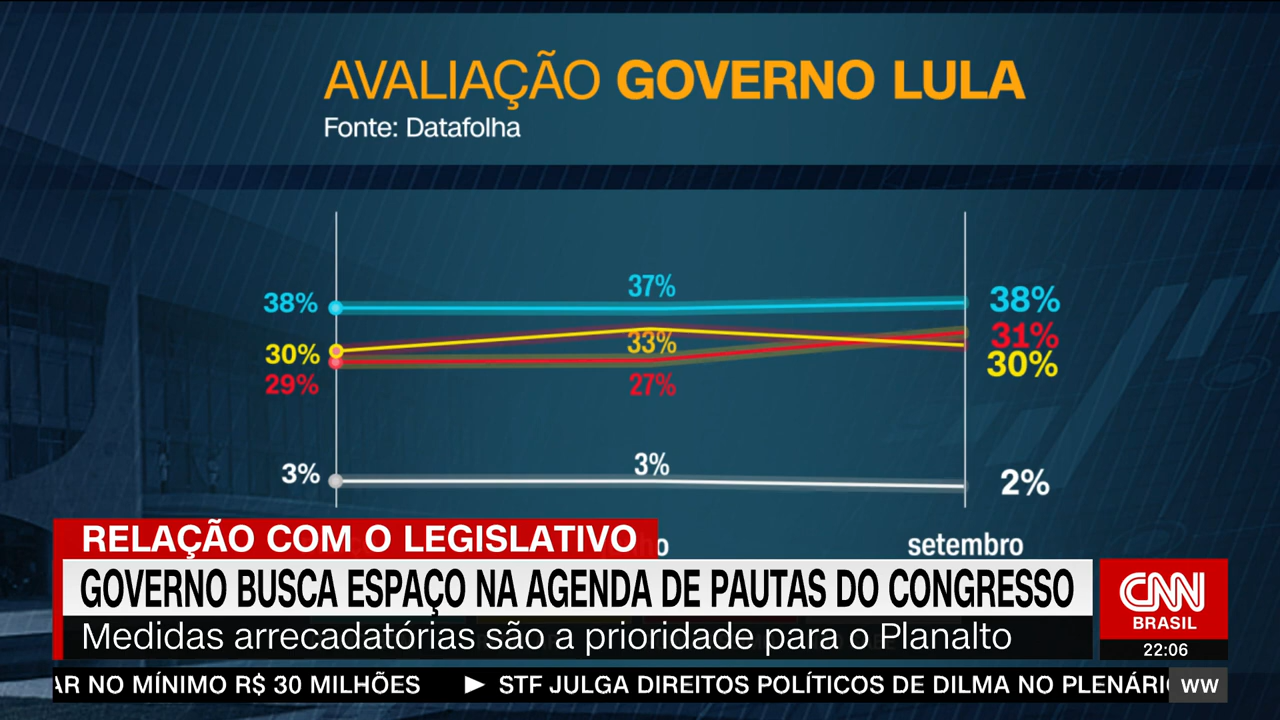 AVALIAÇÃO GOVERNO LULA
Fonte: Datafolha
37%
38%
38%
31%
30%
33%
30%
29%
27%
3%
3%
2%
setembro
RELAÇÃO COM O LEGISLATIVO
GOVERNO BUSCA ESPAÇO NA AGENDA DE PAUTAS DO CONGRESSO
Medidas arrecadatórias são a prioridade para o Planalto
CNN
BRASIL
22:06
AR NO MÍNIMO R$ 30 MILHÕES ▶ STF JULGA DIREITOS POLÍTICOS DE DILMA NO PLENÁRI
WW